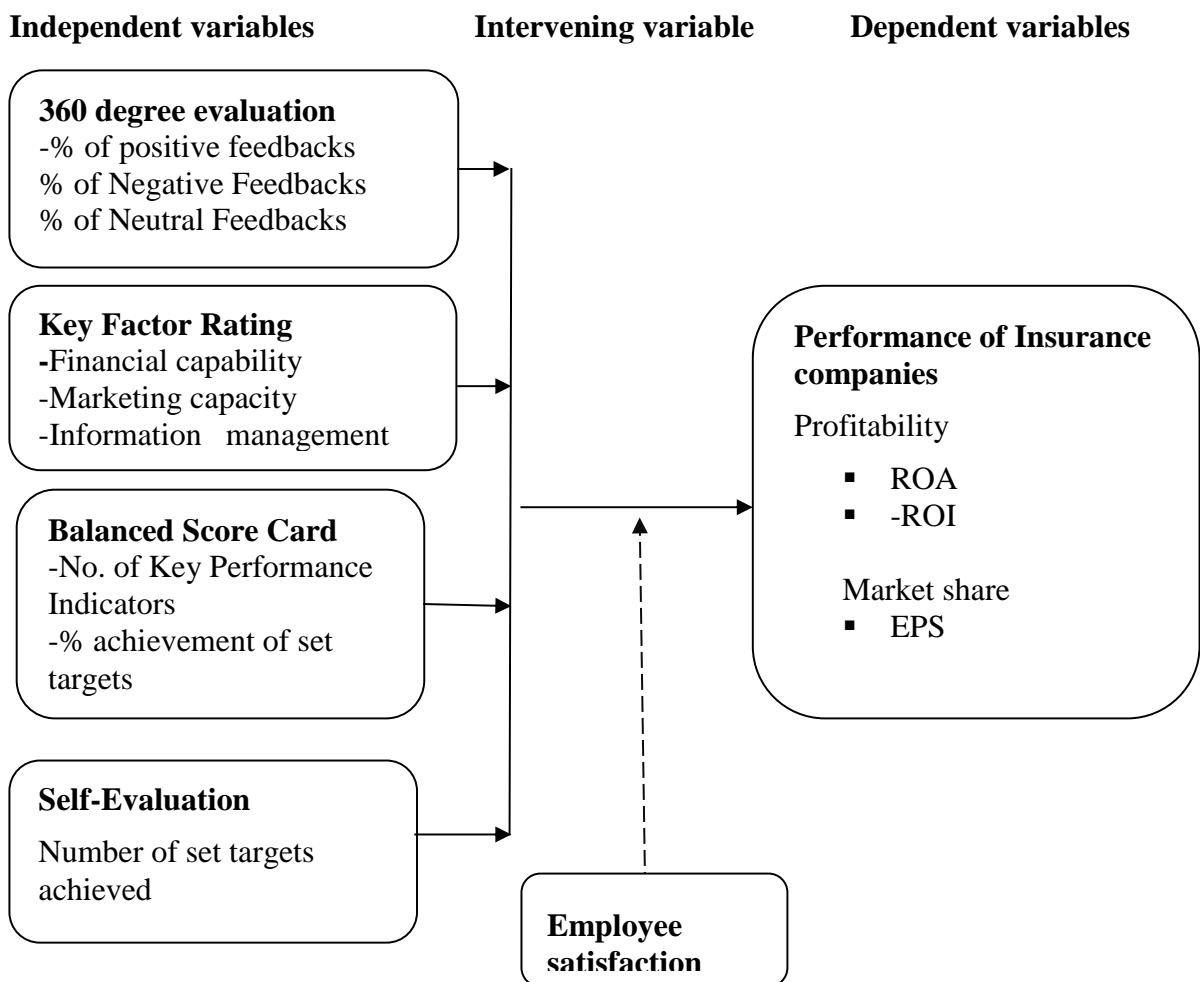 Independent variables Intervening variable Dependent variables
360 degree evaluation
-% of positive feedbacks
% of Negative Feedbacks
% of Neutral Feedbacks
Key Factor Rating
-Financial capability
-Marketing capacity
-Information management
Balanced Score Card
-No. of Key Performance
Indicators
-% achievement of set
targets
Self-Evaluation
Number of set targets
achieved
Employee
satisfaction
Performance of Insurance
companies
Profitability
▪ ROA
▪ -ROI
Market share
▪ EPS